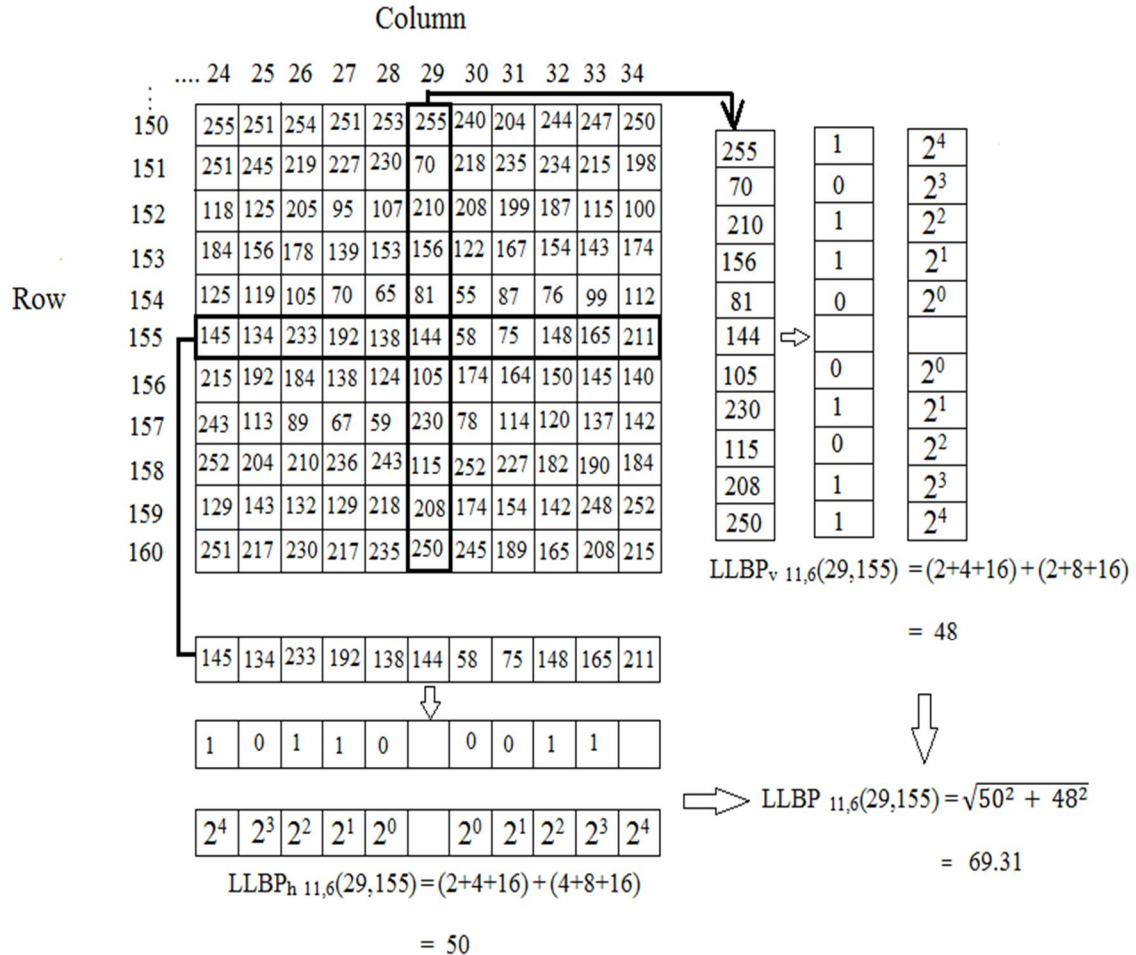 Column
.... 24 25 26 27 28 29 30 31 32 33 34
150 255 251 254 251 253 255 240 204 244 247 250
151 251 245 219 227 230 70 218 235 234 215 198
152 118 125 205 95 107 210 208 199 187 115 100
153 184 156 178 139 153 156 122 167 154 143 174
Row 154 125 119 105 70 65 81 55 87 76 99 112
155 145 134 233 192 138 144 58 75 148 165 211
156 215 192 184 138 124 105 174 164 150 145 140
157 243 113 89 67 59 230 78 114 120 137 142
158 252 204 210 236 243 115 252 227 182 190 184
159 129 143 132 129 218 208 174 154 142 248 252
160 251 217 230 217 235 250 245 189 165 208 215
255 1 2⁴
70 0 2³
210 1 2²
156 1 2¹
81 0 2⁰
144
105 0 2⁰
230 1 2¹
115 0 2²
208 1 2³
250 1 2⁴
LLBPv 11,6(29,155) = (2+4+16)+(2+8+16)
= 48
145 134 233 192 138 144 58 75 148 165 211
1 0 1 1 0 0 0 1 1
2⁴ 2³ 2² 2¹ 2⁰ 2⁰ 2¹ 2² 2³ 2⁴
LLBPh 11,6(29,155) = (2+4+16)+(4+8+16)
= 50
LLBP 11,6(29,155) = √50² + 48²
= 69.31